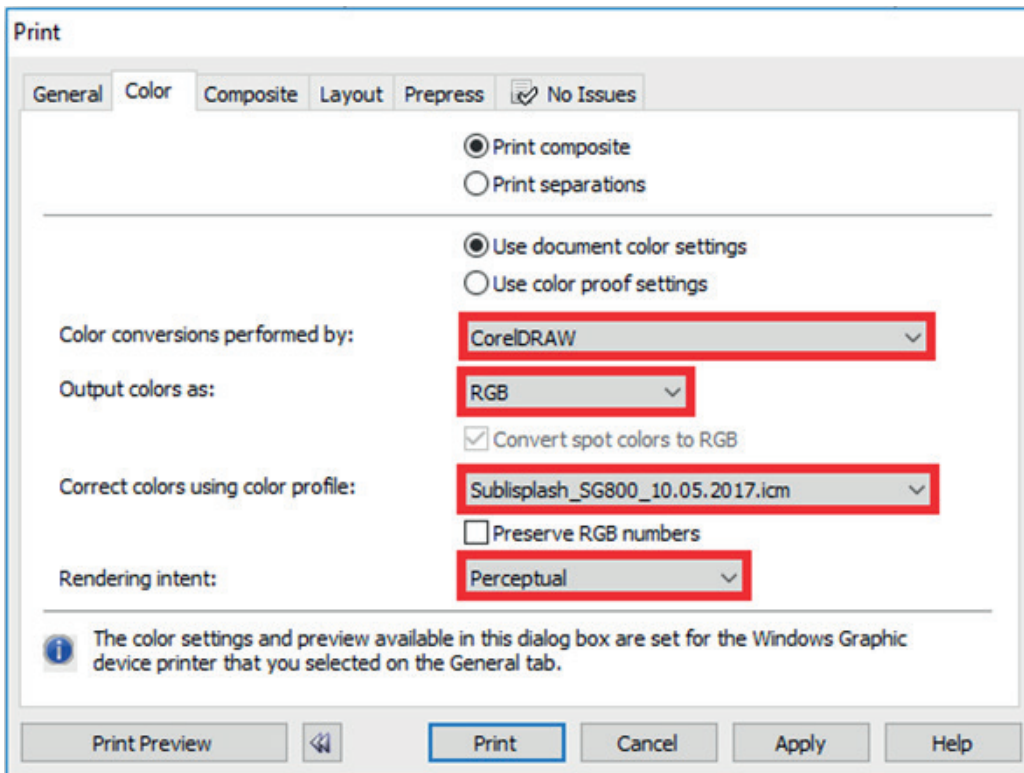 Print
General Color Composite Layout Prepress No Issues
Print composite
Print separations
Use document color settings
Use color proof settings
Color conversions performed by: CorelDRAW
Output colors as: RGB
Convert spot colors to RGB
Correct colors using color profile: Sublisplash_SG800_10.05.2017.icm
Preserve RGB numbers
Rendering intent: Perceptual
The color settings and preview available in this dialog box are set for the Windows Graphic
device printer that you selected on the General tab.
Print Preview Print Cancel Apply Help